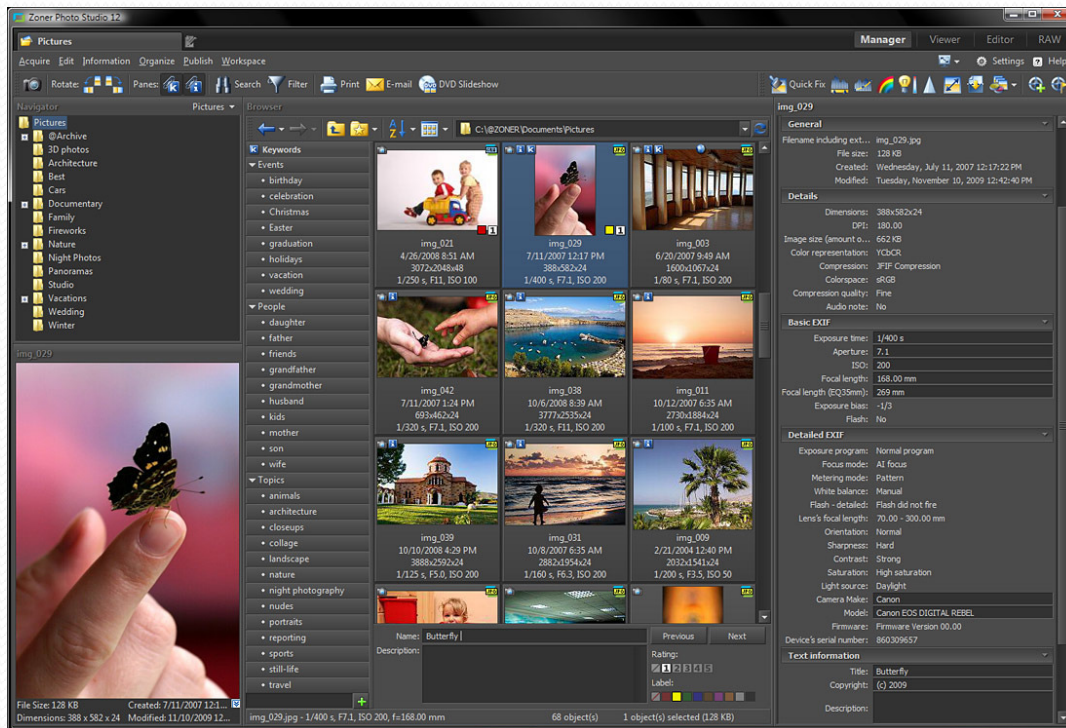 Zoner Photo Studio 12
Pictures
Manager Viewer Editor RAW
Acquire Edit Information Organize Publish Workspace
Settings Help
Rotate: Panes: Search Filter Print E-mail DVD Slideshow
Quick Fix
Navigator Pictures
Pictures
@Archive
3D photos
Architecture
Best
Cars
Documentary
Family
Fireworks
Nature
Night Photos
Panoramas
Studio
Vacations
Wedding
Winter
img_029
File Size: 128 KB Created: 7/11/2007 12:1...
Dimensions: 388 x 582 x 24 Modified: 11/10/2009 12...
Browser
C:\@ZONER\Documents\Pictures
Keywords
Events
birthday
celebration
Christmas
Easter
graduation
holidays
vacation
wedding
People
daughter
father
friends
grandfather
grandmother
husband
kids
mother
son
wife
Topics
animals
architecture
closeups
collage
landscape
nature
night photography
nudes
portraits
reporting
sports
still-life
travel
img_021
4/26/2008 8:51 AM
3072x2048x48
1/250 s, F11, ISO 100
img_029
7/11/2007 12:17 PM
388x582x24
1/400 s, F7.1, ISO 200
img_003
6/20/2007 9:49 AM
1600x1067x24
1/80 s, F7.1, ISO 200
img_042
7/11/2007 1:24 PM
693x462x24
1/320 s, F7.1, ISO 200
img_038
10/6/2008 8:39 AM
3777x2535x24
1/320 s, F11, ISO 200
img_011
10/12/2007 6:35 AM
2730x1884x24
1/100 s, F7.1, ISO 200
img_039
10/10/2008 4:29 PM
3888x2592x24
1/125 s, F5.0, ISO 200
img_031
10/8/2007 6:35 AM
2882x1954x24
1/160 s, F6.3, ISO 200
img_009
2/21/2004 12:40 PM
2032x1541x24
1/200 s, F3.5, ISO 50
Name: Butterfly
Description:
Previous Next
Rating:
1 2 3 4 5
Label:
img_029.jpg - 1/400 s, F7.1, ISO 200, f=168.00 mm 68 object(s) 1 object(s) selected (128 KB)
img_029
General
Filename including ext... img_029.jpg
File size: 128 KB
Created: Wednesday, July 11, 2007 12:17:22 PM
Modified: Tuesday, November 10, 2009 12:42:40 PM
Details
Dimensions: 388x582x24
DPI: 180.00
Image size (amount o... 662 KB
Color representation: YCbCR
Compression: JFIF Compression
Colorspace: sRGB
Compression quality: Fine
Audio note: No
Basic EXIF
Exposure time: 1/400 s
Aperture: 7.1
ISO: 200
Focal length: 168.00 mm
Focal length (EQ35mm): 269 mm
Exposure bias: -1/3
Flash: No
Detailed EXIF
Exposure program: Normal program
Focus mode: AI focus
Metering mode: Pattern
White balance: Manual
Flash - detailed: Flash did not fire
Lens's focal length: 70.00 - 300.00 mm
Orientation: Normal
Sharpness: Hard
Contrast: Strong
Saturation: High saturation
Light source: Daylight
Camera Make: Canon
Model: Canon EOS DIGITAL REBEL
Firmware: Firmware Version 00.00
Device's serial number: 860309657
Text information
Title: Butterfly
Copyright: (c) 2009
Description: